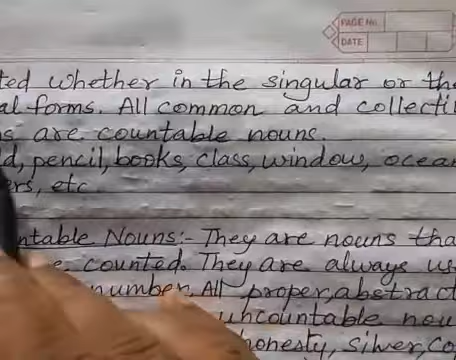 PAGE No.
DATE
ted whether in the singular or the
al forms. All common and collecti
s are countable nouns.
d, pencil, books, class, window, ocean
ers, etc.
ntable Nouns:- They are nouns tha
e counted. They are always us
number. All proper, abstract
uncountable nou
honesty, silver, co